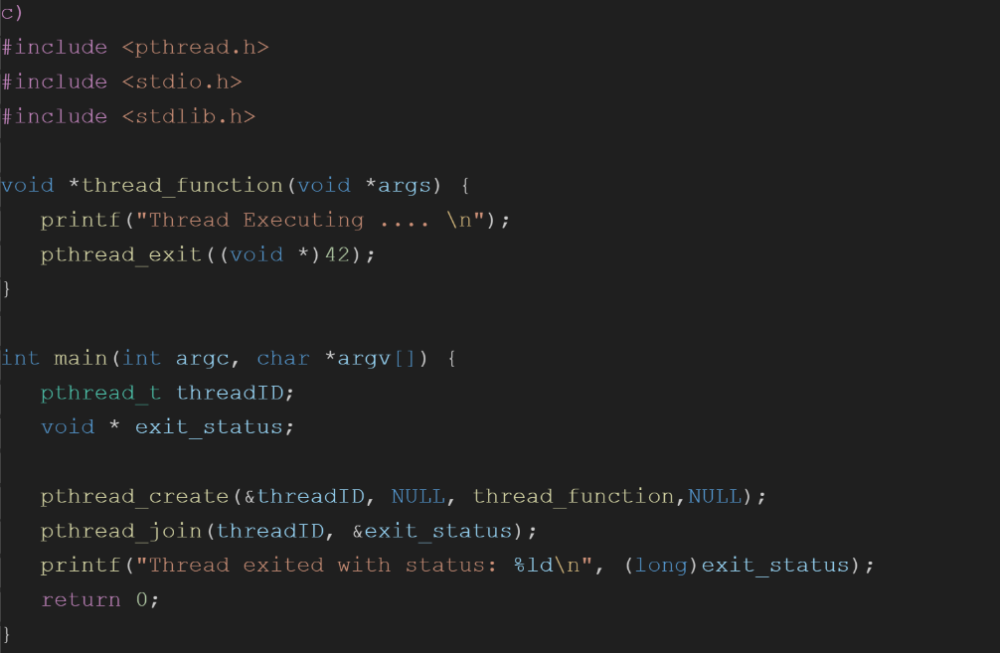 c)
#include <pthread.h>
#include <stdio.h>
#include <stdlib.h>
void *thread_function(void *args) {
printf("Thread Executing .... \n");
pthread_exit((void *)42);
}
int main(int argc, char *argv[]) {
pthread_t threadID;
void * exit_status;
pthread_create(&threadID, NULL, thread_function,NULL);
pthread_join(threadID, &exit_status);
printf("Thread exited with status: %ld\n", (long)exit_status);
return 0;
}